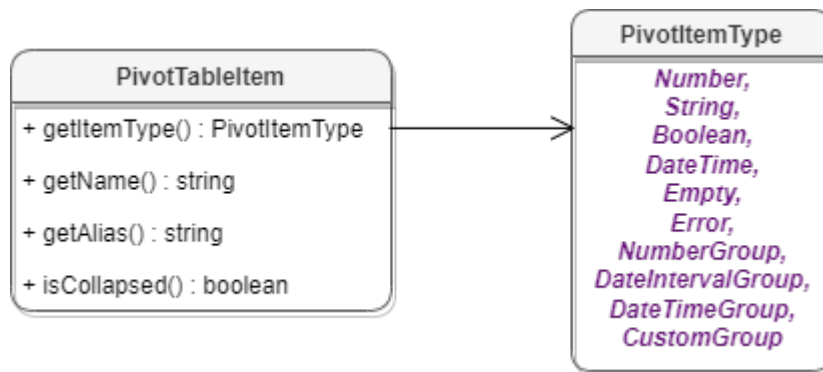 PivotTableItem
+ getItemType() : PivotItemType
+ getName() : string
+ getAlias() : string
+ isCollapsed() : boolean
PivotItemType
Number,
String,
Boolean,
DateTime,
Empty,
Error,
NumberGroup,
DateIntervalGroup,
DateTimeGroup,
CustomGroup